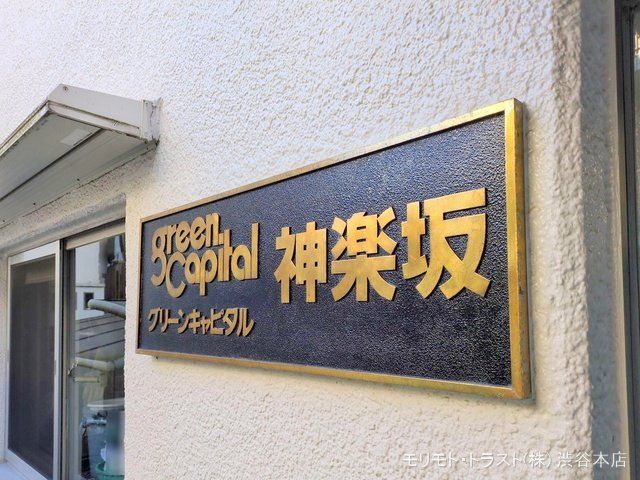 green
Capital
グリーンキャピタル
神楽坂
モリモト・トラスト(株) 渋谷本店